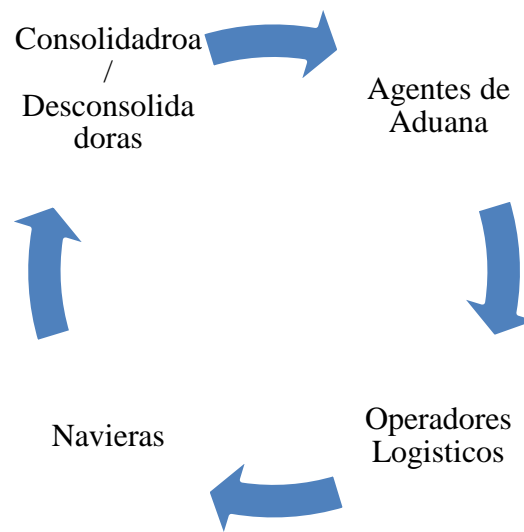 Consolidadroa
/
Desconsolida
doras
Agentes de
Aduana
Operadores
Logisticos
Navieras